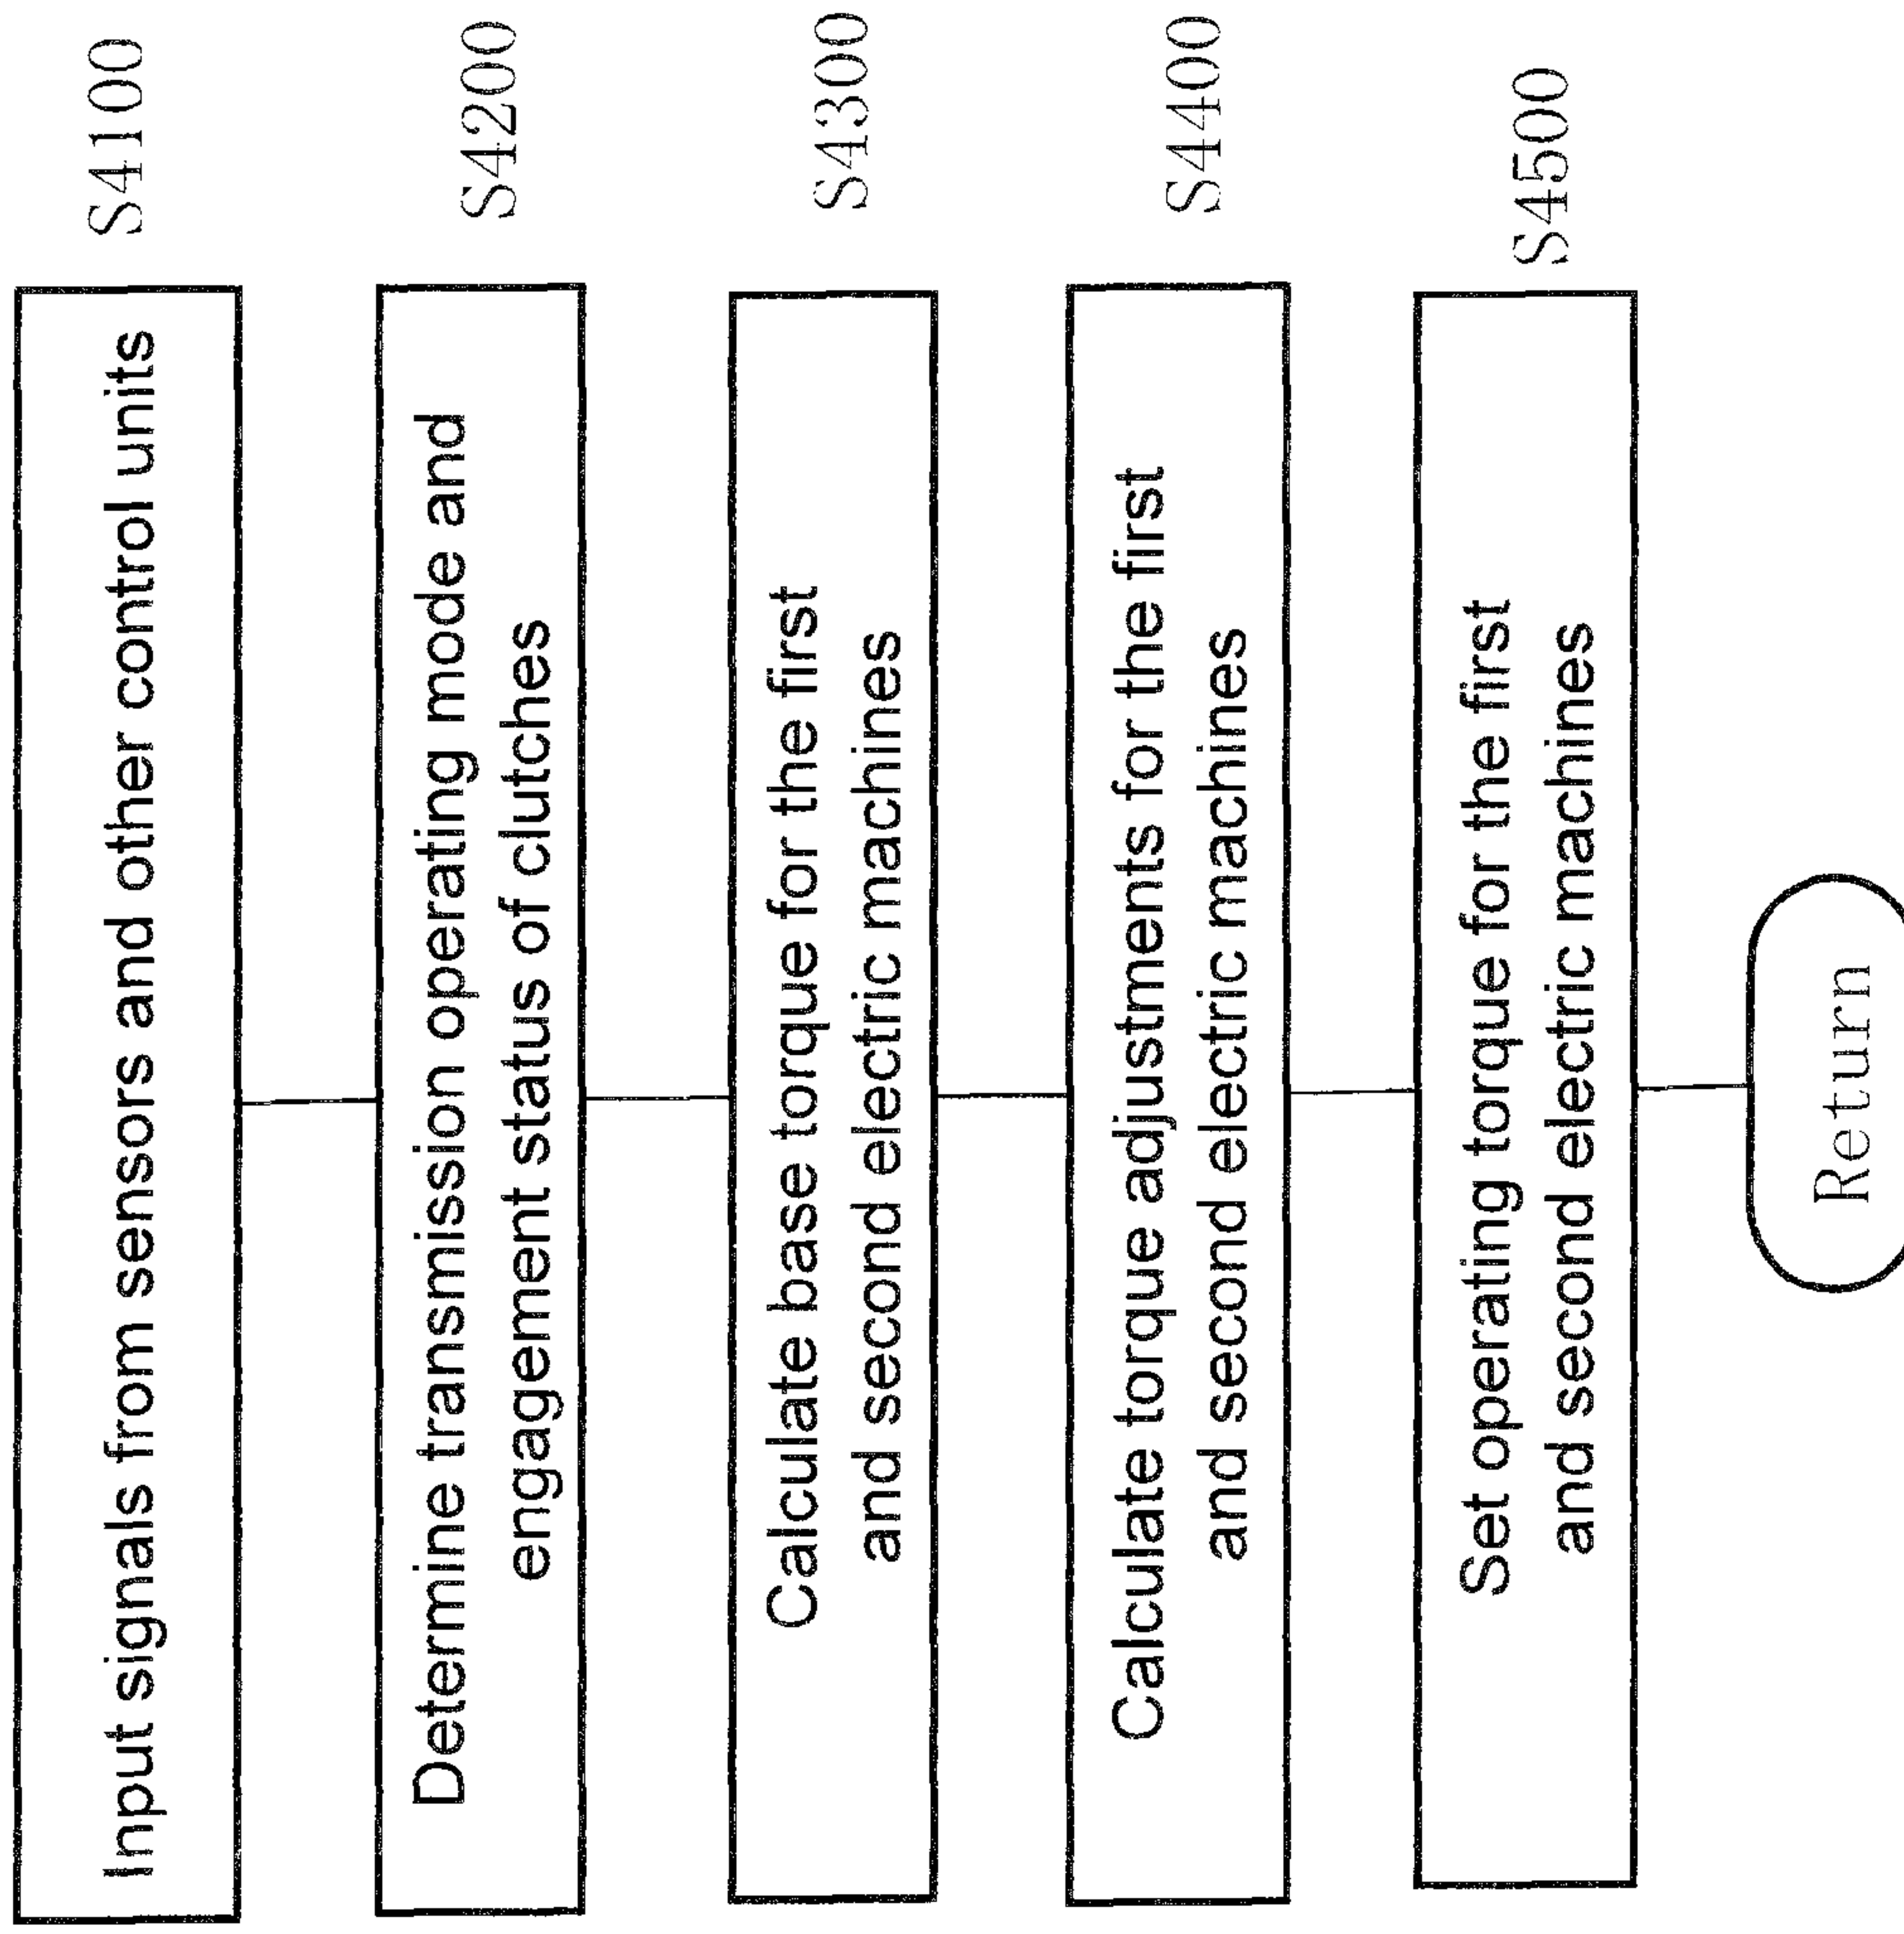 Input signals from sensors and other control units
S4100
Determine transmission operating mode and
engagement status of clutches
S4200
Calculate base torque for the first
and second electric machines
S4300
Calculate torque adjustments for the first
and second electric machines
S4400
Set operating torque for the first
and second electric machines
S4500
Return